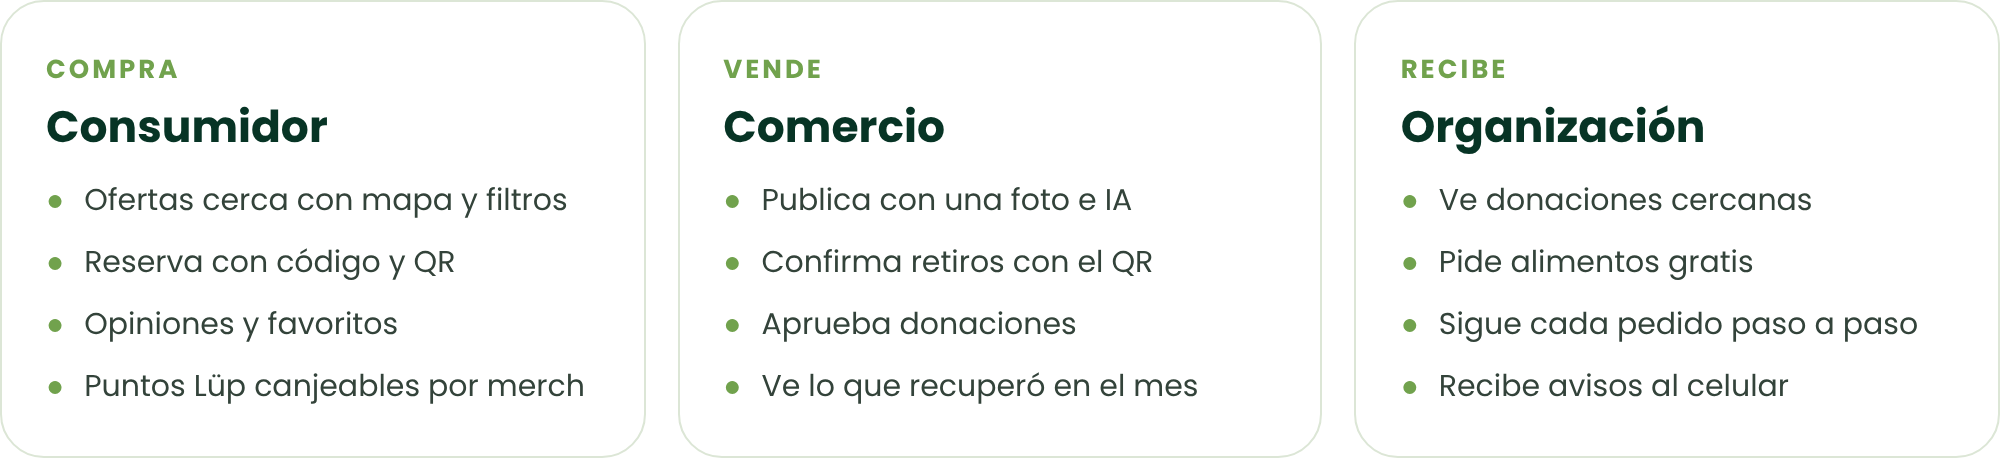 COMPRA
Consumidor
Ofertas cerca con mapa y filtros
Reserva con código y QR
Opiniones y favoritos
Puntos Lüp canjeables por merch
VENDE
Comercio
Publica con una foto e IA
Confirma retiros con el QR
Aprueba donaciones
Ve lo que recuperó en el mes
RECIBE
Organización
Ve donaciones cercanas
Pide alimentos gratis
Sigue cada pedido paso a paso
Recibe avisos al celular